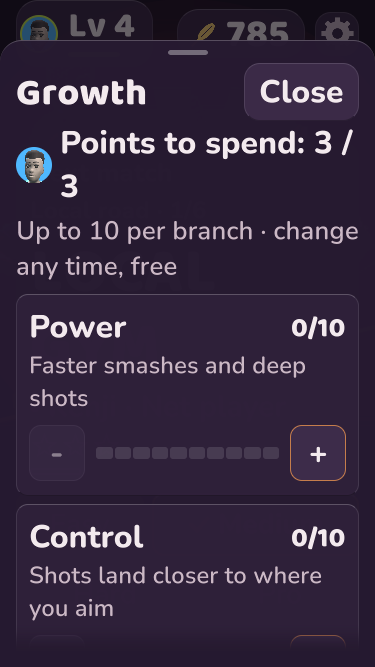 Lv 4
785
Growth
Close
Points to spend: 3 /
3
Up to 10 per branch · change
any time, free
Power
0/10
Faster smashes and deep
shots
-
+
Control
0/10
Shots land closer to where
you aim